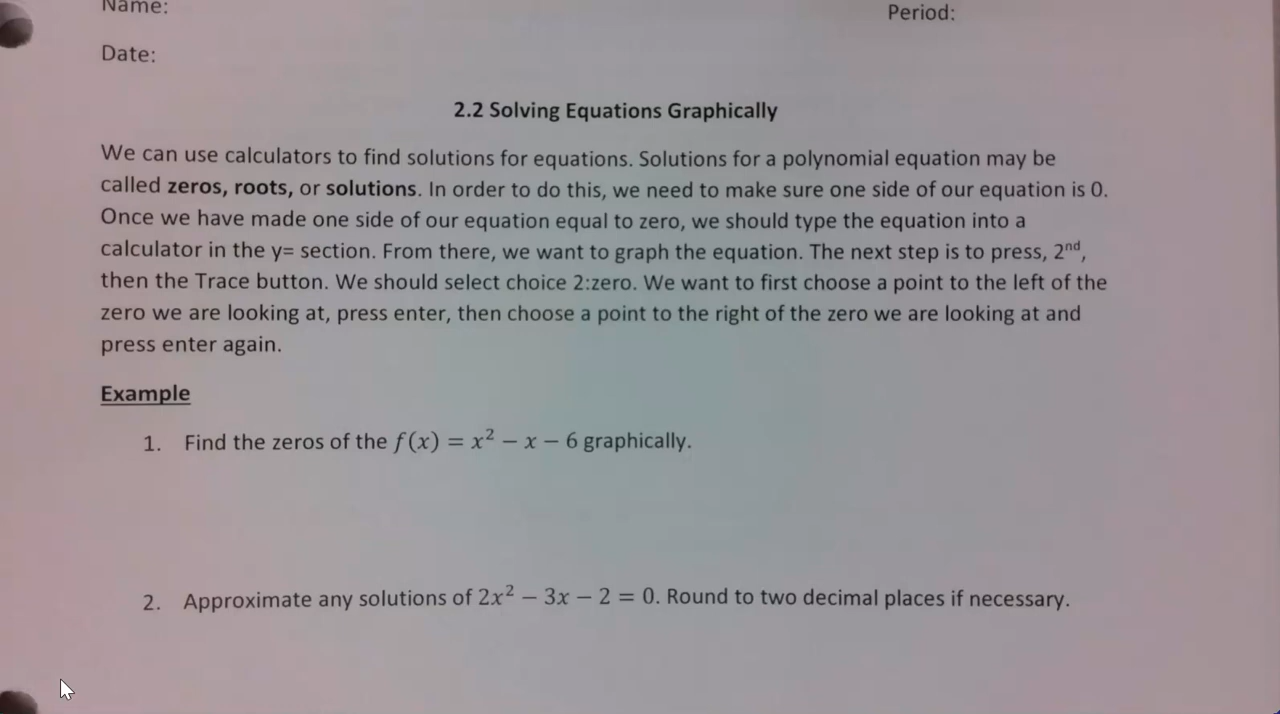 Name:
Period:
Date:
2.2 Solving Equations Graphically
We can use calculators to find solutions for equations. Solutions for a polynomial equation may be
called zeros, roots, or solutions. In order to do this, we need to make sure one side of our equation is 0.
Once we have made one side of our equation equal to zero, we should type the equation into a
calculator in the y= section. From there, we want to graph the equation. The next step is to press, 2nd,
then the Trace button. We should select choice 2:zero. We want to first choose a point to the left of the
zero we are looking at, press enter, then choose a point to the right of the zero we are looking at and
press enter again.
Example
1. Find the zeros of the f(x) = x² − x − 6 graphically.
2. Approximate any solutions of 2x² − 3x − 2 = 0. Round to two decimal places if necessary.